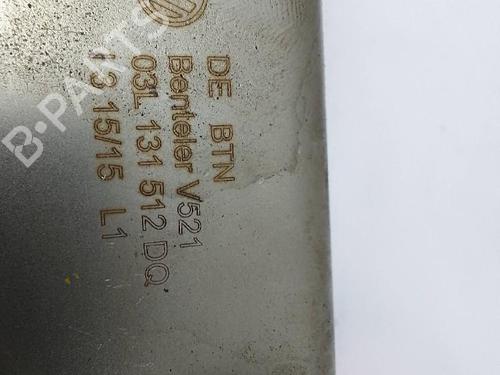 DE BTN
Benteler V521
03L 131 512 DQ
13 15/15 L1
B-PARTS